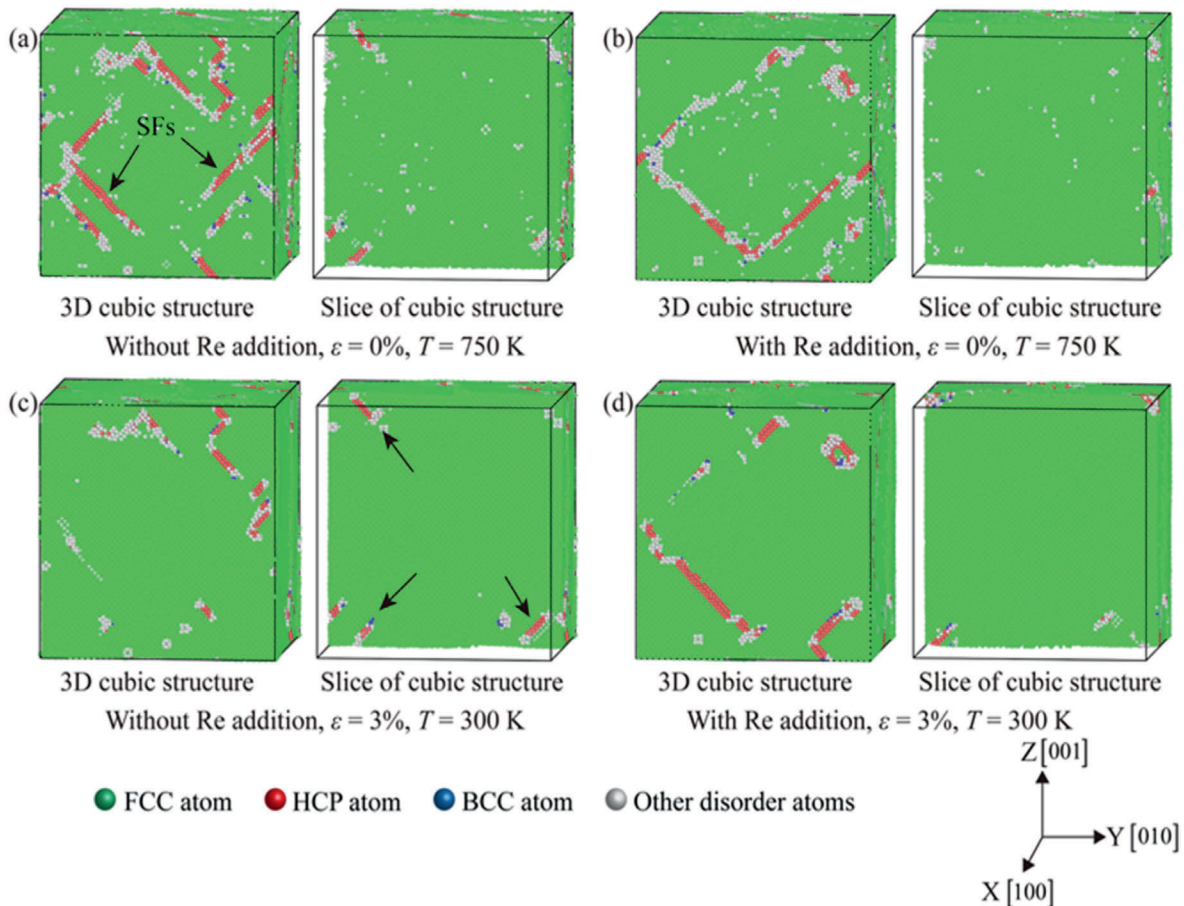 (a)
(b)
SFs
3D cubic structure
Slice of cubic structure
3D cubic structure
Slice of cubic structure
Without Re addition, ε = 0%, T = 750 K
With Re addition, ε = 0%, T = 750 K
(c)
(d)
3D cubic structure
Slice of cubic structure
3D cubic structure
Slice of cubic structure
Without Re addition, ε = 3%, T = 300 K
With Re addition, ε = 3%, T = 300 K
Z [001]
FCC atom
HCP atom
BCC atom
Other disorder atoms
Y [010]
X [100]